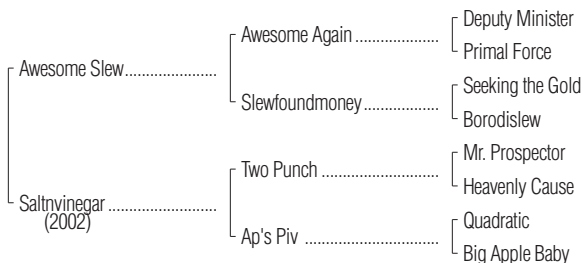 Deputy Minister
Awesome Again ....................
Primal Force
Awesome Slew......................
Seeking the Gold
Slewfoundmoney..................
Borodislew
Mr. Prospector
Two Punch ............................
Heavenly Cause
Saltnvinegar ..........................
(2002)
Quadratic
Ap's Piv ................................
Big Apple Baby